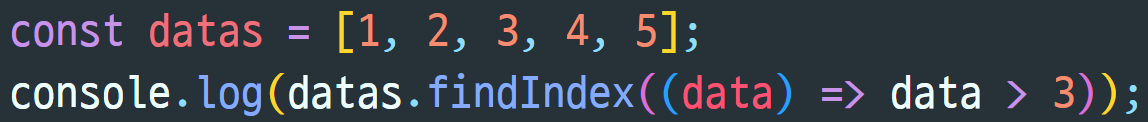 const datas = [1, 2, 3, 4, 5];
console.log(datas.findIndex((data) => data > 3));